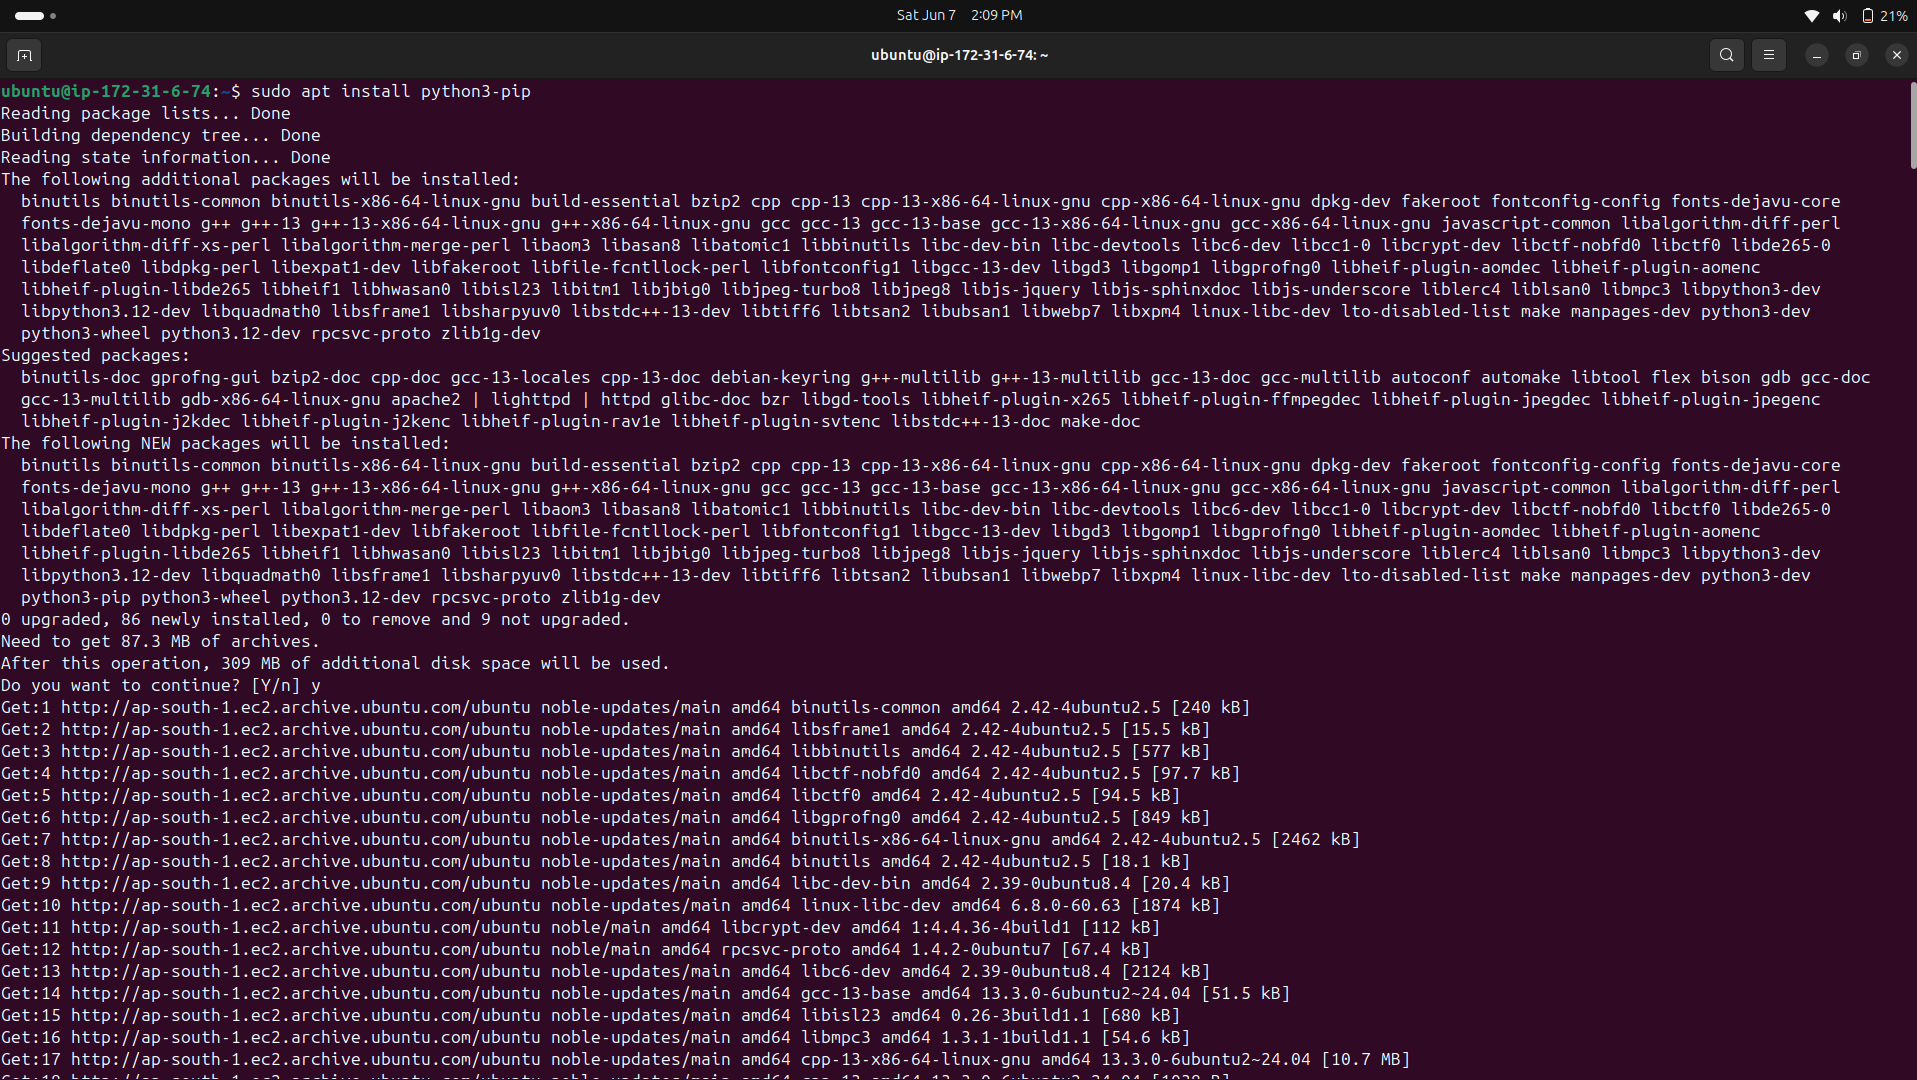 Sat Jun 7 2:09 PM
21%
ubuntu@ip-172-31-6-74: ~
ubuntu@ip-172-31-6-74:~$ sudo apt install python3-pip
Reading package lists... Done
Building dependency tree... Done
Reading state information... Done
The following additional packages will be installed:
  binutils binutils-common binutils-x86-64-linux-gnu build-essential bzip2 cpp cpp-13 cpp-13-x86-64-linux-gnu cpp-x86-64-linux-gnu dpkg-dev fakeroot fontconfig-config fonts-dejavu-core
  fonts-dejavu-mono g++ g++-13 g++-13-x86-64-linux-gnu g++-x86-64-linux-gnu gcc gcc-13 gcc-13-base gcc-13-x86-64-linux-gnu gcc-x86-64-linux-gnu javascript-common libalgorithm-diff-perl
  libalgorithm-diff-xs-perl libalgorithm-merge-perl libaom3 libasan8 libatomic1 libbinutils libc-dev-bin libc-devtools libc6-dev libcc1-0 libcrypt-dev libctf-nobfd0 libctf0 libde265-0
  libdeflate0 libdpkg-perl libexpat1-dev libfakeroot libfile-fcntllock-perl libfontconfig1 libgcc-13-dev libgd3 libgomp1 libgprofng0 libheif-plugin-aomdec libheif-plugin-aomenc
  libheif-plugin-libde265 libheif1 libhwasan0 libisl23 libitm1 libjbig0 libjpeg-turbo8 libjpeg8 libjs-jquery libjs-sphinxdoc libjs-underscore liblerc4 liblsan0 libmpc3 libpython3-dev
  libpython3.12-dev libquadmath0 libsframe1 libsharpyuv0 libstdc++-13-dev libtiff6 libtsan2 libubsan1 libwebp7 libxpm4 linux-libc-dev lto-disabled-list make manpages-dev python3-dev
  python3-wheel python3.12-dev rpcsvc-proto zlib1g-dev
Suggested packages:
  binutils-doc gprofng-gui bzip2-doc cpp-doc gcc-13-locales cpp-13-doc debian-keyring g++-multilib g++-13-multilib gcc-13-doc gcc-multilib autoconf automake libtool flex bison gdb gcc-doc
  gcc-13-multilib gdb-x86-64-linux-gnu apache2 | lighttpd | httpd glibc-doc bzr libgd-tools libheif-plugin-x265 libheif-plugin-ffmpegdec libheif-plugin-jpegdec libheif-plugin-jpegenc
  libheif-plugin-j2kdec libheif-plugin-j2kenc libheif-plugin-rav1e libheif-plugin-svtenc libstdc++-13-doc make-doc
The following NEW packages will be installed:
  binutils binutils-common binutils-x86-64-linux-gnu build-essential bzip2 cpp cpp-13 cpp-13-x86-64-linux-gnu cpp-x86-64-linux-gnu dpkg-dev fakeroot fontconfig-config fonts-dejavu-core
  fonts-dejavu-mono g++ g++-13 g++-13-x86-64-linux-gnu g++-x86-64-linux-gnu gcc gcc-13 gcc-13-base gcc-13-x86-64-linux-gnu gcc-x86-64-linux-gnu javascript-common libalgorithm-diff-perl
  libalgorithm-diff-xs-perl libalgorithm-merge-perl libaom3 libasan8 libatomic1 libbinutils libc-dev-bin libc-devtools libc6-dev libcc1-0 libcrypt-dev libctf-nobfd0 libctf0 libde265-0
  libdeflate0 libdpkg-perl libexpat1-dev libfakeroot libfile-fcntllock-perl libfontconfig1 libgcc-13-dev libgd3 libgomp1 libgprofng0 libheif-plugin-aomdec libheif-plugin-aomenc
  libheif-plugin-libde265 libheif1 libhwasan0 libisl23 libitm1 libjbig0 libjpeg-turbo8 libjpeg8 libjs-jquery libjs-sphinxdoc libjs-underscore liblerc4 liblsan0 libmpc3 libpython3-dev
  libpython3.12-dev libquadmath0 libsframe1 libsharpyuv0 libstdc++-13-dev libtiff6 libtsan2 libubsan1 libwebp7 libxpm4 linux-libc-dev lto-disabled-list make manpages-dev python3-dev
  python3-pip python3-wheel python3.12-dev rpcsvc-proto zlib1g-dev
0 upgraded, 86 newly installed, 0 to remove and 9 not upgraded.
Need to get 87.3 MB of archives.
After this operation, 309 MB of additional disk space will be used.
Do you want to continue? [Y/n] y
Get:1 http://ap-south-1.ec2.archive.ubuntu.com/ubuntu noble-updates/main amd64 binutils-common amd64 2.42-4ubuntu2.5 [240 kB]
Get:2 http://ap-south-1.ec2.archive.ubuntu.com/ubuntu noble-updates/main amd64 libsframe1 amd64 2.42-4ubuntu2.5 [15.5 kB]
Get:3 http://ap-south-1.ec2.archive.ubuntu.com/ubuntu noble-updates/main amd64 libbinutils amd64 2.42-4ubuntu2.5 [577 kB]
Get:4 http://ap-south-1.ec2.archive.ubuntu.com/ubuntu noble-updates/main amd64 libctf-nobfd0 amd64 2.42-4ubuntu2.5 [97.7 kB]
Get:5 http://ap-south-1.ec2.archive.ubuntu.com/ubuntu noble-updates/main amd64 libctf0 amd64 2.42-4ubuntu2.5 [94.5 kB]
Get:6 http://ap-south-1.ec2.archive.ubuntu.com/ubuntu noble-updates/main amd64 libgprofng0 amd64 2.42-4ubuntu2.5 [849 kB]
Get:7 http://ap-south-1.ec2.archive.ubuntu.com/ubuntu noble-updates/main amd64 binutils-x86-64-linux-gnu amd64 2.42-4ubuntu2.5 [2462 kB]
Get:8 http://ap-south-1.ec2.archive.ubuntu.com/ubuntu noble-updates/main amd64 binutils amd64 2.42-4ubuntu2.5 [18.1 kB]
Get:9 http://ap-south-1.ec2.archive.ubuntu.com/ubuntu noble-updates/main amd64 libc-dev-bin amd64 2.39-0ubuntu8.4 [20.4 kB]
Get:10 http://ap-south-1.ec2.archive.ubuntu.com/ubuntu noble-updates/main amd64 linux-libc-dev amd64 6.8.0-60.63 [1874 kB]
Get:11 http://ap-south-1.ec2.archive.ubuntu.com/ubuntu noble/main amd64 libcrypt-dev amd64 1:4.4.36-4build1 [112 kB]
Get:12 http://ap-south-1.ec2.archive.ubuntu.com/ubuntu noble/main amd64 rpcsvc-proto amd64 1.4.2-0ubuntu7 [67.4 kB]
Get:13 http://ap-south-1.ec2.archive.ubuntu.com/ubuntu noble-updates/main amd64 libc6-dev amd64 2.39-0ubuntu8.4 [2124 kB]
Get:14 http://ap-south-1.ec2.archive.ubuntu.com/ubuntu noble-updates/main amd64 gcc-13-base amd64 13.3.0-6ubuntu2~24.04 [51.5 kB]
Get:15 http://ap-south-1.ec2.archive.ubuntu.com/ubuntu noble-updates/main amd64 libisl23 amd64 0.26-3build1.1 [680 kB]
Get:16 http://ap-south-1.ec2.archive.ubuntu.com/ubuntu noble-updates/main amd64 libmpc3 amd64 1.3.1-1build1.1 [54.6 kB]
Get:17 http://ap-south-1.ec2.archive.ubuntu.com/ubuntu noble-updates/main amd64 cpp-13-x86-64-linux-gnu amd64 13.3.0-6ubuntu2~24.04 [10.7 MB]